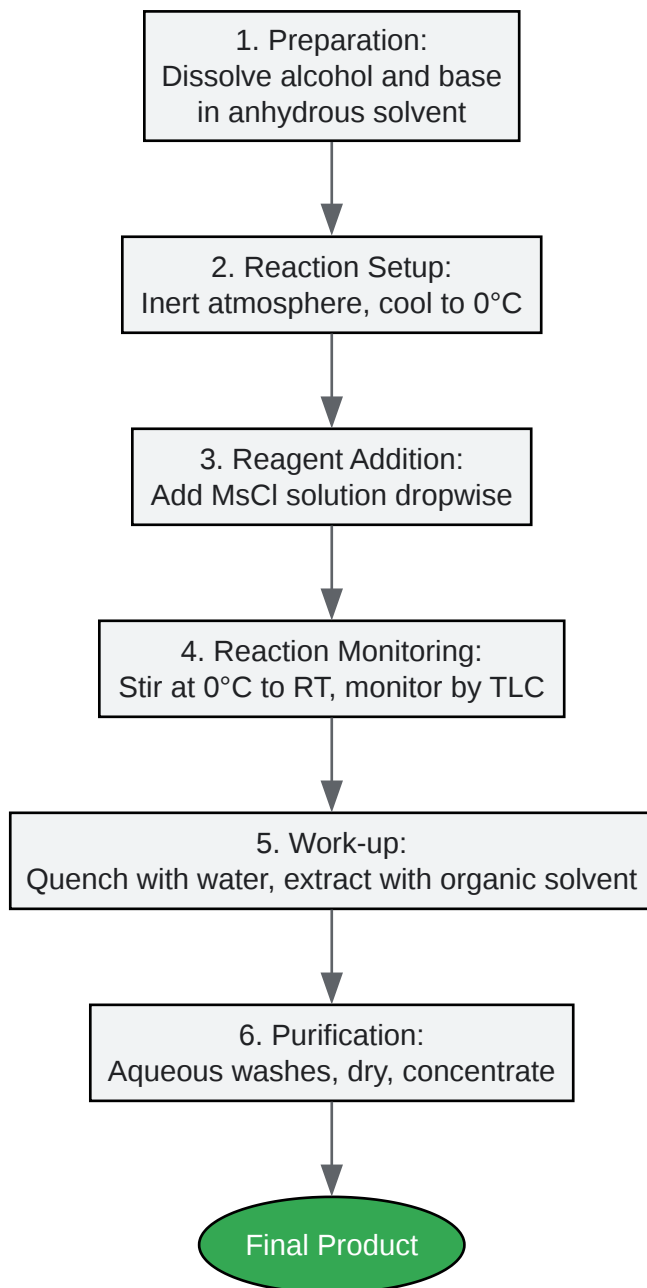 1. Preparation:
Dissolve alcohol and base
in anhydrous solvent
2. Reaction Setup:
Inert atmosphere, cool to 0°C
3. Reagent Addition:
Add MsCl solution dropwise
4. Reaction Monitoring:
Stir at 0°C to RT, monitor by TLC
5. Work-up:
Quench with water, extract with organic solvent
6. Purification:
Aqueous washes, dry, concentrate
Final Product